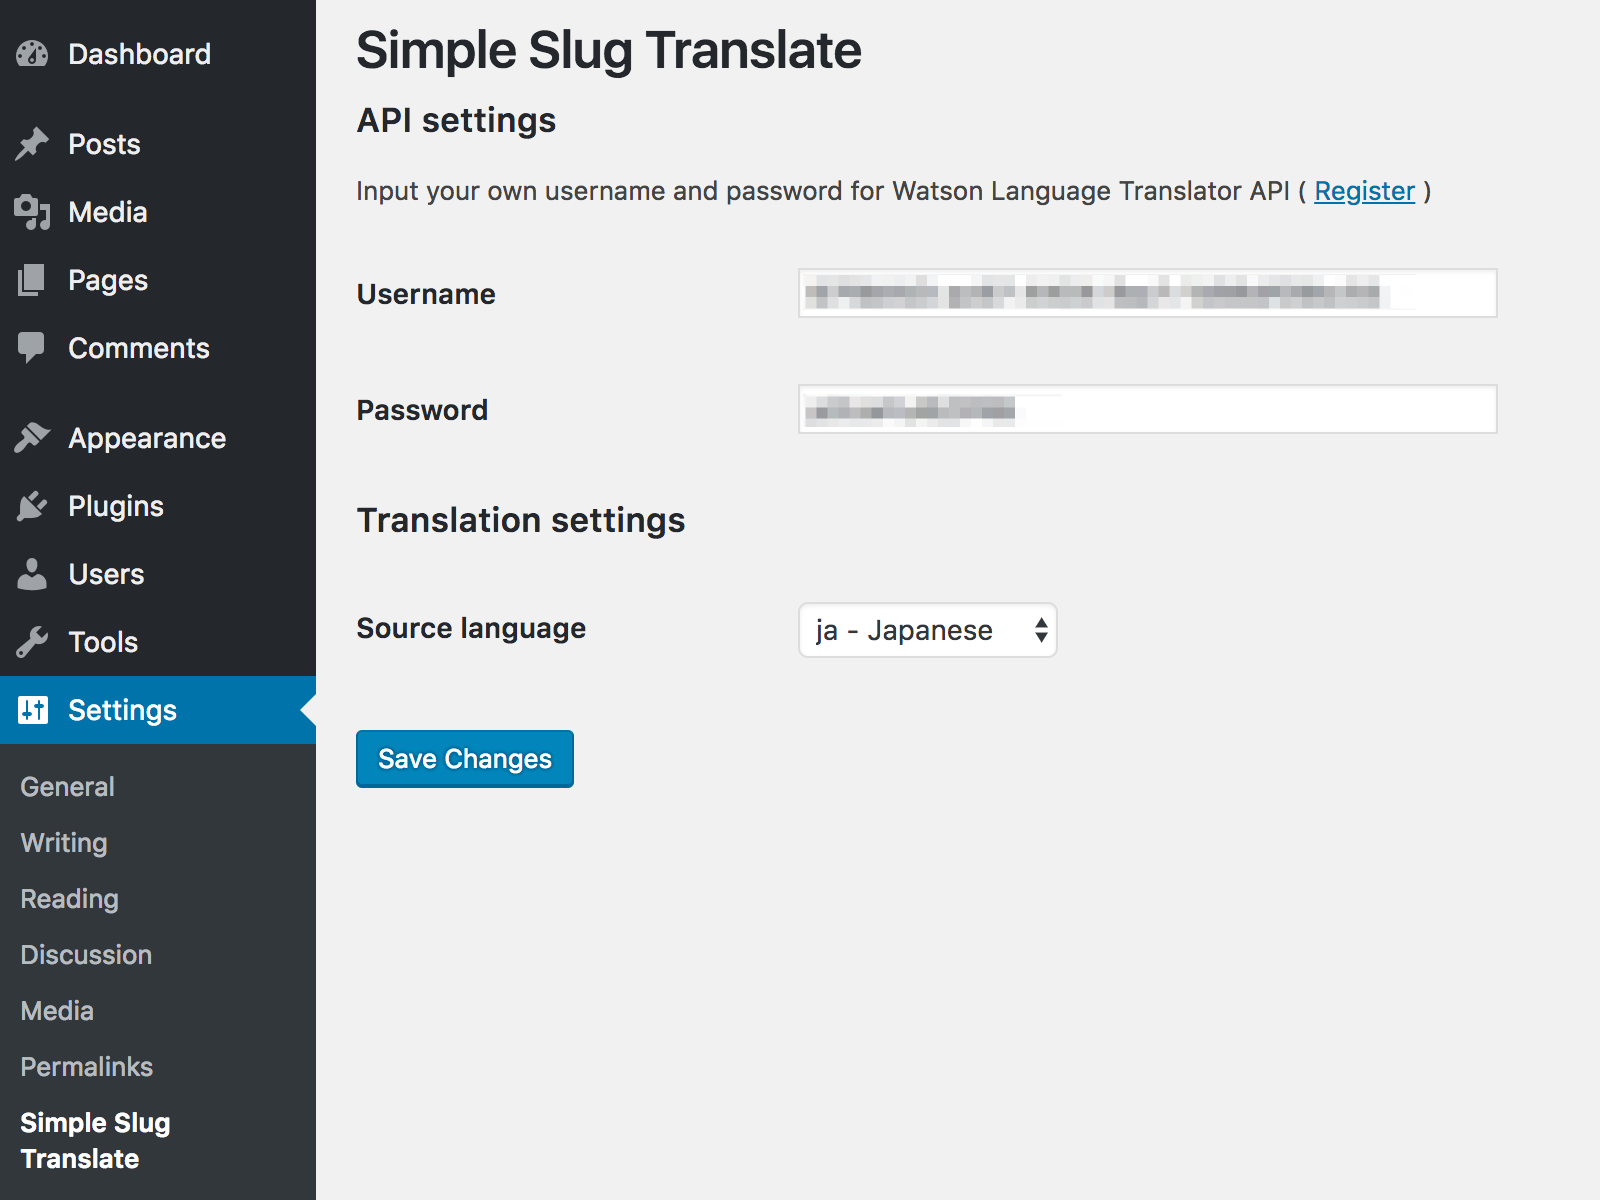 Dashboard
Posts
Media
Pages
Comments
Appearance
Plugins
Users
Tools
Settings
General
Writing
Reading
Discussion
Media
Permalinks
Simple Slug
Translate
Simple Slug Translate
API settings
Input your own username and password for Watson Language Translator API ( Register )
Username
Password
Translation settings
Source language
ja - Japanese
Save Changes